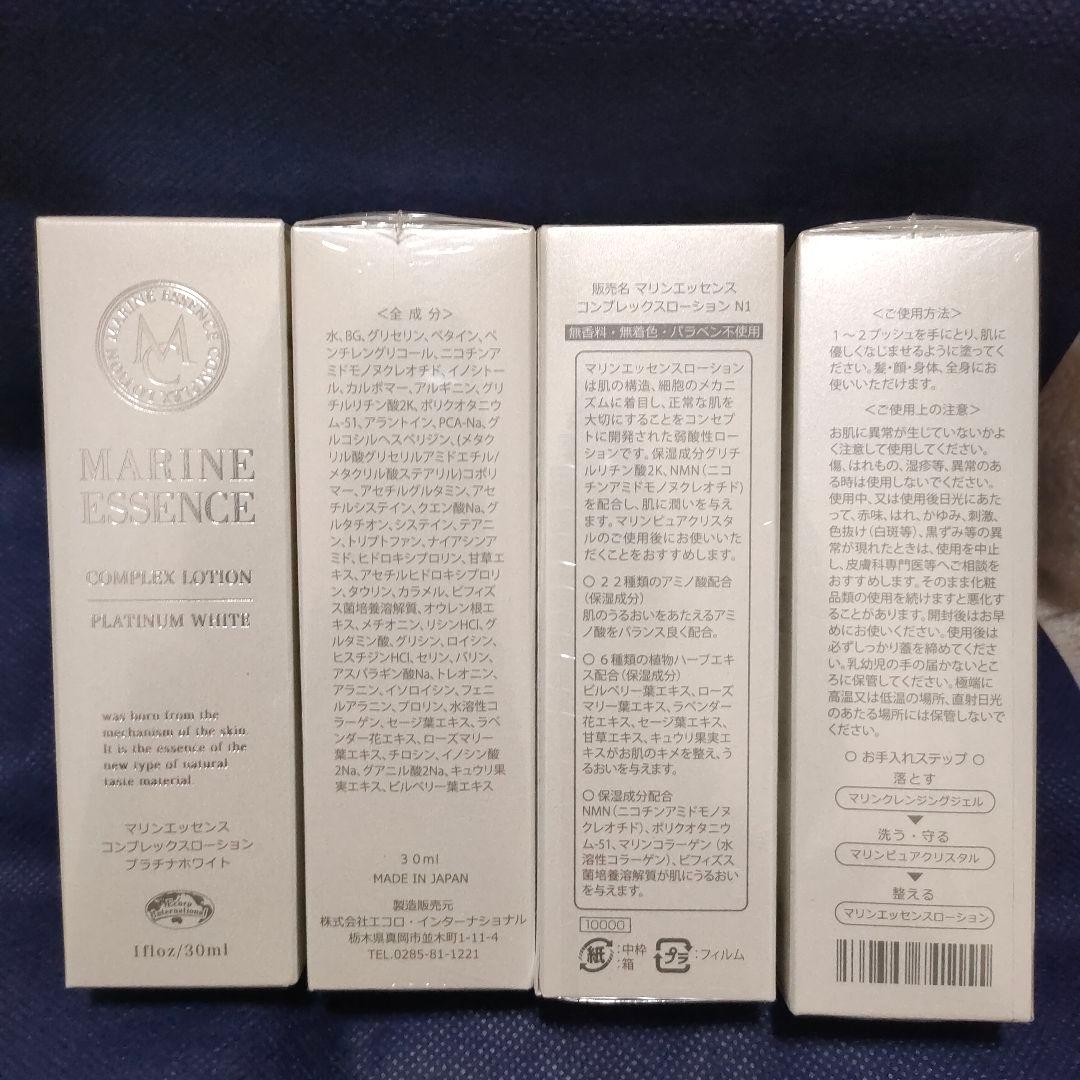 MARINE ESSENCE
COMPLEX LOTION
MC
MARINE
ESSENCE
COMPLEX LOTION
PLATINUM WHITE
was born from the
mechanism of the skin.
It is the essence of the
new type of natural
taste material.
マリンエッセンス
コンプレックスローション
プラチナホワイト
International
1floz/30ml
<全成分>
水、BG、グリセリン、ベタイン、ペ
ンチレングリコール、ニコチンア
ミドモノヌクレオチド、イノシトー
ル、カルボマー、アルギニン、グリ
チルリチン酸2K、ポリクオタニウ
ム-51、アラントイン、PCA-Na、グ
ルコシルヘスペリジン、(メタク
リル酸グリセリルアミドエチル/
メタクリル酸ステアリル)コポリ
マー、アセチルグルタミン、アセ
チルシステイン、クエン酸Na、グ
ルタチオン、システイン、テアニ
ン、トリプトファン、ナイアシンア
ミド、ヒドロキシプロリン、甘草エ
キス、アセチルヒドロキシプロリ
ン、タウリン、カラメル、ビフィズ
ス菌培養溶解質、オウレン根エ
キス、メチオニン、リシンHCl、グ
ルタミン酸、グリシン、ロイシン、
ヒスチジンHCl、セリン、バリン、
アスパラギン酸Na、トレオニン、
アラニン、イソロイシン、フェニ
ルアラニン、プロリン、水溶性コ
ラーゲン、セージ葉エキス、ラベ
ンダー花エキス、ローズマリー
葉エキス、チロシン、イノシン酸
2Na、グアニル酸2Na、キュウリ果
実エキス、ビルベリー葉エキス
30ml
MADE IN JAPAN
製造販売元
株式会社エコロ・インターナショナル
栃木県真岡市並木町1-11-4
TEL.0285-81-1221
販売名 マリンエッセンス
コンプレックスローション N1
無香料・無着色・パラベン不使用
マリンエッセンスローション
は肌の構造、細胞のメカニ
ズムに着目し、正常な肌を
大切にすることをコンセプ
トに開発された弱酸性ロー
ションです。保湿成分グリチ
ルリチン酸2K、NMN(ニコ
チンアミドモノヌクレオチド)
を配合し、肌に潤いを与え
ます。マリンピュアクリスタ
ルのご使用後にお使いいた
だくことをおすすめします。
○ 22種類のアミノ酸配合
(保湿成分)
肌のうるおいをあたえるアミ
ノ酸をバランス良く配合。
○ 6種類の植物ハーブエキ
ス配合(保湿成分)
ビルベリー葉エキス、ローズ
マリー葉エキス、ラベンダー
花エキス、セージ葉エキス、
甘草エキス、キュウリ果実エ
キスがお肌のキメを整え、う
るおいを与えます。
○ 保湿成分配合
NMN(ニコチンアミドモノヌ
クレオチド)、ポリクオタニウ
ム-51、マリンコラーゲン(水
溶性コラーゲン)、ビフィズス
菌培養溶解質が肌にうるおい
を与えます。
10000
紙:中枠
:箱
プラ:フィルム
<ご使用方法>
1〜2プッシュを手にとり、肌に
優しくなじませるように塗ってく
ださい。髪・顔・身体、全身にお
使いいただけます。
<ご使用上の注意>
お肌に異常が生じていないかよ
く注意して使用してください。
傷、はれもの、湿疹等、異常のあ
る時は使用しないでください。
使用中、又は使用後日光にあた
って、赤味、はれ、かゆみ、刺激、
色抜け(白斑等)、黒ずみ等の異
常が現れたときは、使用を中止
し、皮膚科専門医等へご相談を
おすすめします。そのまま化粧
品類の使用を続けますと悪化す
ることがあります。開封後はお早
めにお使いください。使用後は
必ずしっかり蓋を締めてくださ
い。乳幼児の手の届かないとこ
ろに保管してください。極端に
高温又は低温の場所、直射日光
のあたる場所には保管しないで
ください。
○ お手入れステップ ○
落とす
マリンクレンジングジェル
洗う・守る
マリンピュアクリスタル
整える
マリンエッセンスローション